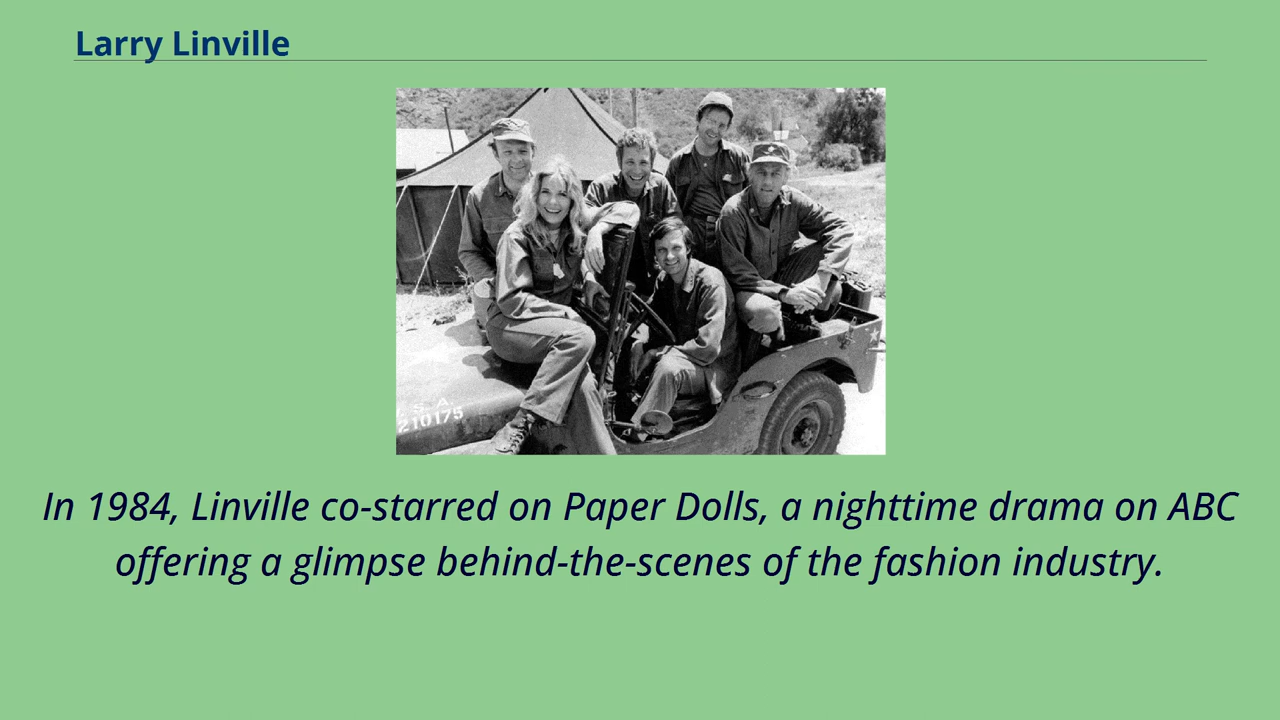 Larry Linville
S A
210175
In 1984, Linville co-starred on Paper Dolls, a nighttime drama on ABC
offering a glimpse behind-the-scenes of the fashion industry.